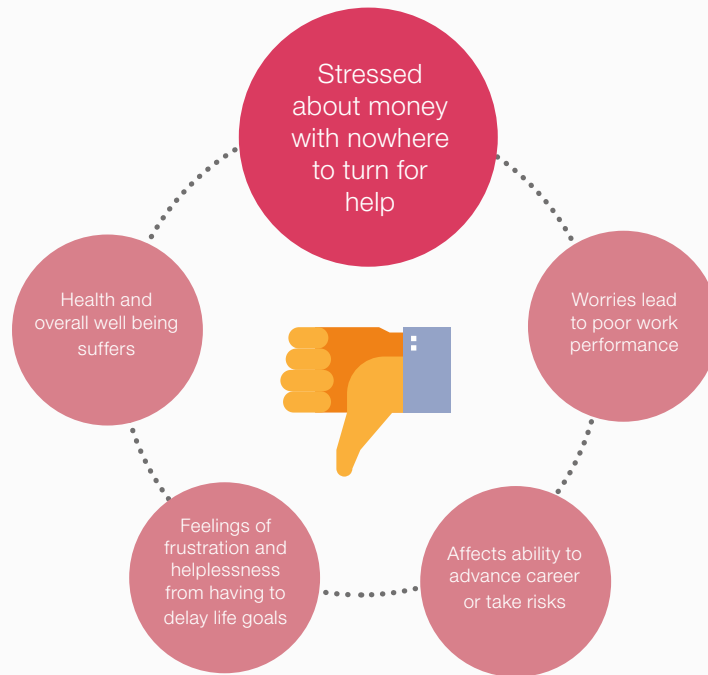 Stressed
about money
with nowhere
to turn for
help
Worries lead
to poor work
performance
Affects ability to
advance career
or take risks
Feelings of
frustration and
helplessness
from having to
delay life goals
Health and
overall well being
suffers